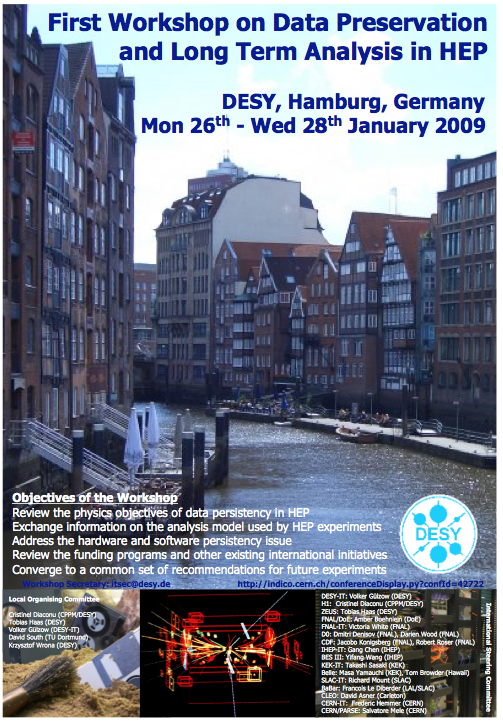 First Workshop on Data Preservation
and Long Term Analysis in HEP
DESY, Hamburg, Germany
Mon 26th - Wed 28th January 2009
Objectives of the Workshop
Review the physics objectives of data persistency in HEP
Exchange information on the analysis model used by HEP experiments
Address the hardware and software persistency issue
Review the funding programs and other existing international initiatives
Converge to a common set of recommendations for future experiments
DESY
Workshop Secretary: itsec@desy.de http://indico.cern.ch/conferenceDisplay.py?confId=42722
Local Organising Committee
Cristinel Diaconu (CPPM/DESY)
Tobias Haas (DESY)
Volker Gülzow (DESY-IT)
David South (TU Dortmund)
Krzysztof Wrona (DESY)
DESY-IT: Volker Gülzow (DESY)
H1: Cristinel Diaconu (CPPM/DESY)
ZEUS: Tobias Haas (DESY)
FNAL/DoE: Amber Boehnlein (DoE)
FNAL-IT: Victoria White (FNAL)
D0: Dmitri Denisov (FNAL), Darien Wood (FNAL)
CDF: Jacobo Konigsberg (FNAL), Robert Roser (FNAL)
IHEP-IT: Gang Chen (IHEP)
BES III: Yifang Wang (IHEP)
KEK-IT: Takashi Sasaki (KEK)
Belle: Masa Yamauchi (KEK), Tom Browder (Hawaii)
SLAC-IT: Richard Mount (SLAC)
BaBar: Francois Le Diberder (LAL/SLAC)
CLEO: David Asner (Carleton)
CERN-IT: Frederic Hemmer (CERN)
CERN/PARSE: Salvatore Mele (CERN)
International Steering Committee